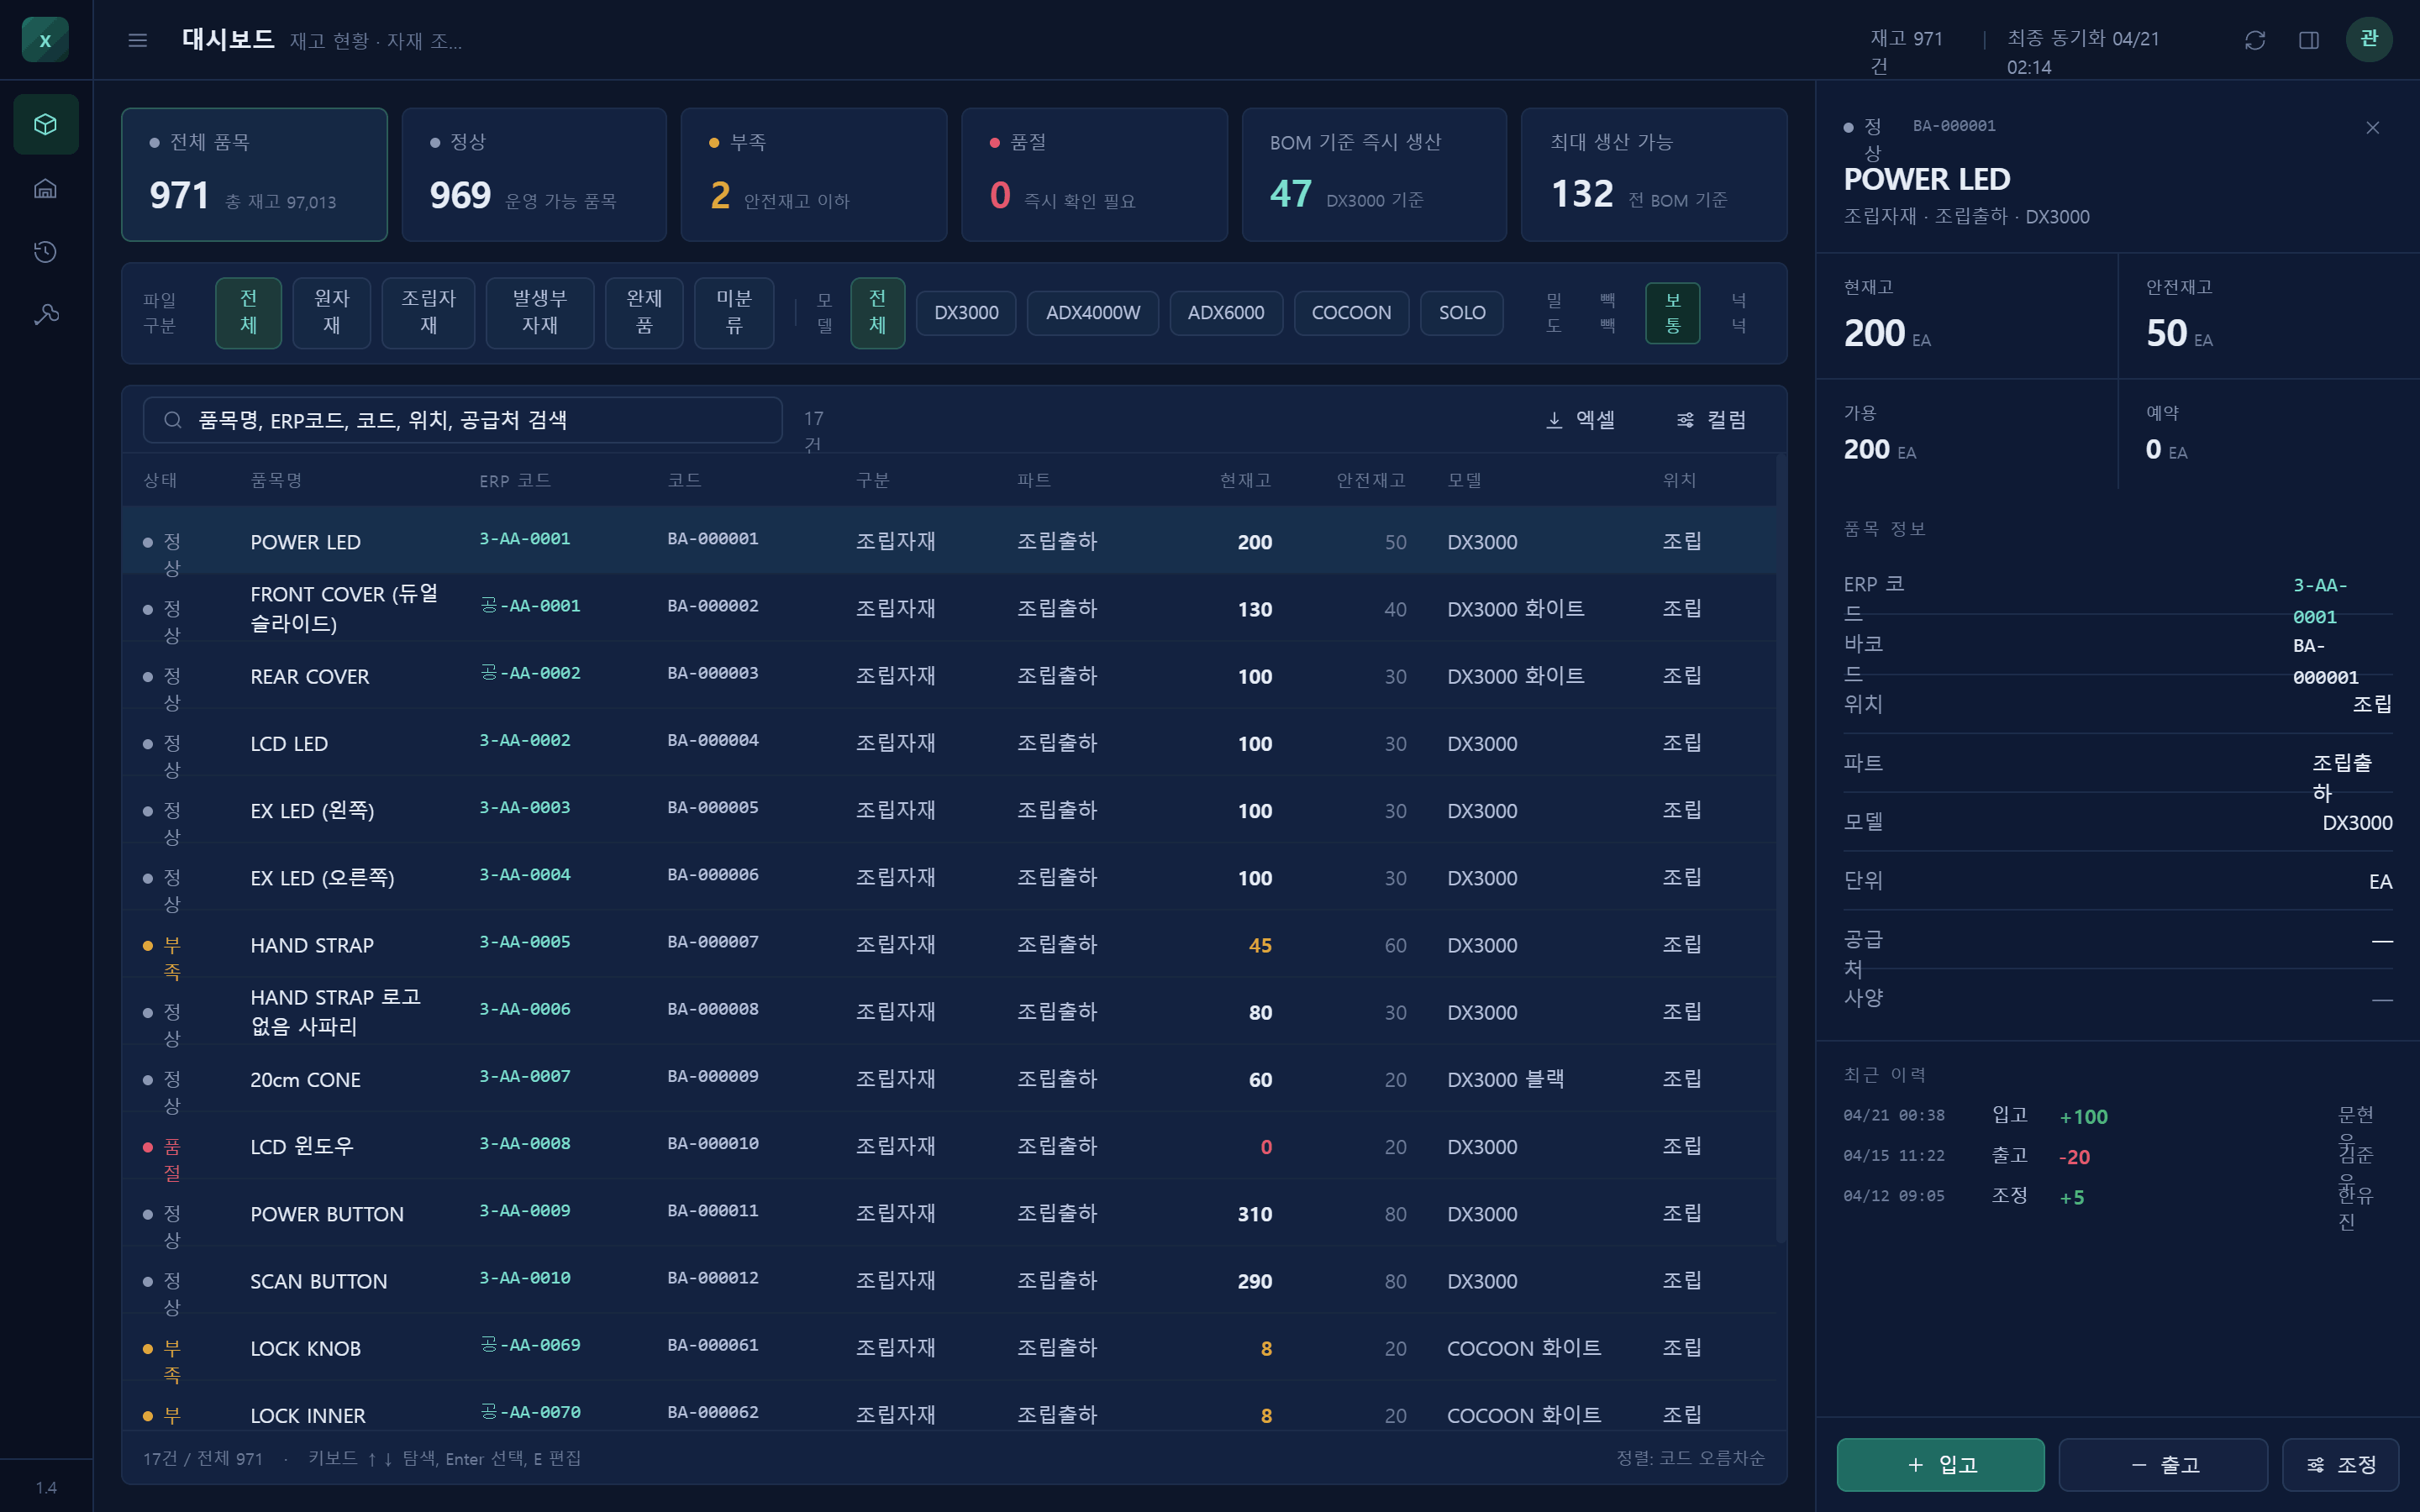 X
대시보드 재고 현황 · 자재 조...
재고 971
건
최종 동기화 04/21
02:14
관
1.4
전체 품목
971 총 재고 97,013
정상
969 운영 가능 품목
부족
2 안전재고 이하
품절
0 즉시 확인 필요
BOM 기준 즉시 생산
47 DX3000 기준
최대 생산 가능
132 전 BOM 기준
파일
구분
전
체
원자
재
조립자
재
발생부
자재
완제
품
미분
류
모
델
전
체
DX3000
ADX4000W
ADX6000
COCOON
SOLO
밀
도
빽
빽
보
통
넉
넉
품목명, ERP코드, 코드, 위치, 공급처 검색
17
건
엑셀
컬럼
상태 품목명 ERP 코드 코드 구분 파트 현재고 안전재고 모델 위치
정
상
POWER LED 3-AA-0001 BA-000001 조립자재 조립출하 200 50 DX3000 조립
정
상
FRONT COVER (듀얼
슬라이드)
공-AA-0001 BA-000002 조립자재 조립출하 130 40 DX3000 화이트 조립
정
상
REAR COVER 공-AA-0002 BA-000003 조립자재 조립출하 100 30 DX3000 화이트 조립
정
상
LCD LED 3-AA-0002 BA-000004 조립자재 조립출하 100 30 DX3000 조립
정
상
EX LED (왼쪽) 3-AA-0003 BA-000005 조립자재 조립출하 100 30 DX3000 조립
정
상
EX LED (오른쪽) 3-AA-0004 BA-000006 조립자재 조립출하 100 30 DX3000 조립
부
족
HAND STRAP 3-AA-0005 BA-000007 조립자재 조립출하 45 60 DX3000 조립
정
상
HAND STRAP 로고
없음 사파리
3-AA-0006 BA-000008 조립자재 조립출하 80 30 DX3000 조립
정
상
20cm CONE 3-AA-0007 BA-000009 조립자재 조립출하 60 20 DX3000 블랙 조립
품
절
LCD 윈도우 3-AA-0008 BA-000010 조립자재 조립출하 0 20 DX3000 조립
정
상
POWER BUTTON 3-AA-0009 BA-000011 조립자재 조립출하 310 80 DX3000 조립
정
상
SCAN BUTTON 3-AA-0010 BA-000012 조립자재 조립출하 290 80 DX3000 조립
부
족
LOCK KNOB 공-AA-0069 BA-000061 조립자재 조립출하 8 20 COCOON 화이트 조립
부
LOCK INNER 공-AA-0070 BA-000062 조립자재 조립출하 8 20 COCOON 화이트 조립
17건 / 전체 971 · 키보드 ↑↓ 탐색, Enter 선택, E 편집
정렬: 코드 오름차순
정
상
BA-000001
POWER LED
조립자재 · 조립출하 · DX3000
현재고
200 EA
안전재고
50 EA
가용
200 EA
예약
0 EA
품목 정보
ERP 코
드
3-AA-
0001
바코
드
BA-
000001
위치 조립
파트
조립출
하
모델 DX3000
단위 EA
공급
처
—
사양 —
최근 이력
04/21 00:38 입고 +100
문현
우
04/15 11:22 출고 -20
김준
우
04/12 09:05 조정 +5
한유
진
+ 입고
− 출고
조정